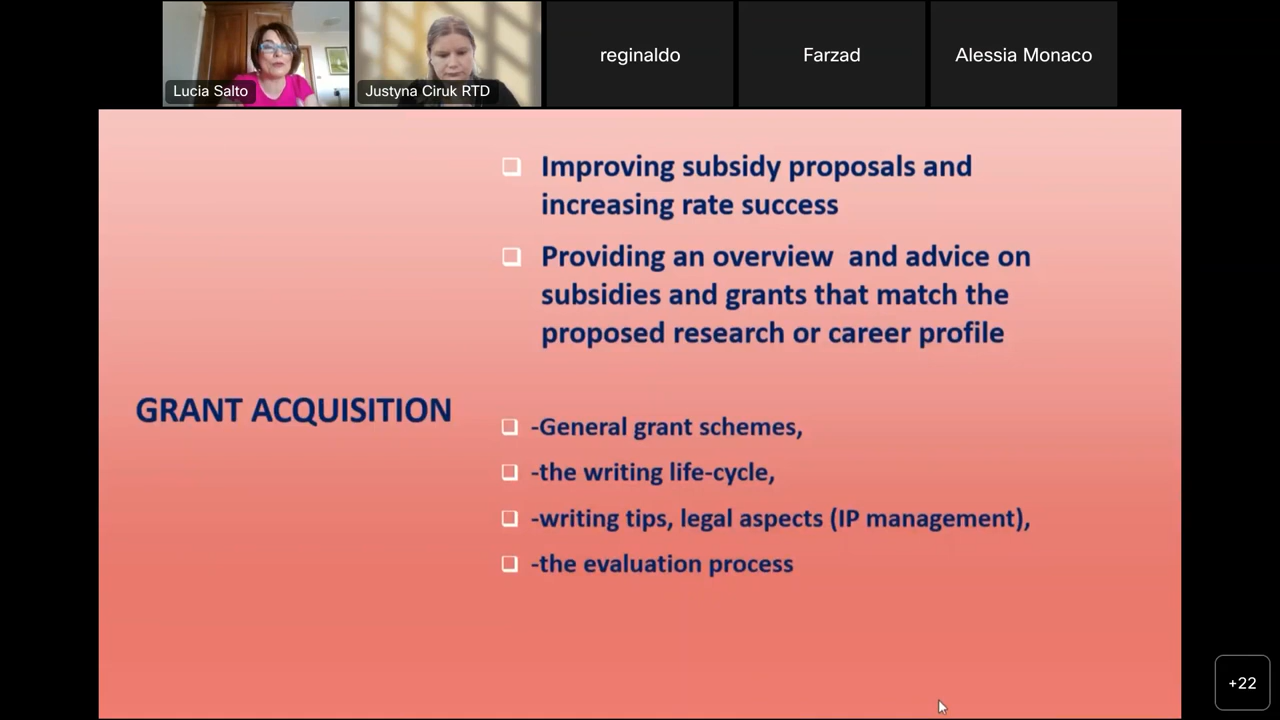 Lucia Salto
Justyna Ciruk RTD
reginaldo
Farzad
Alessia Monaco
Improving subsidy proposals and
increasing rate success
Providing an overview and advice on
subsidies and grants that match the
proposed research or career profile
GRANT ACQUISITION
-General grant schemes,
-the writing life-cycle,
-writing tips, legal aspects (IP management),
-the evaluation process
+22